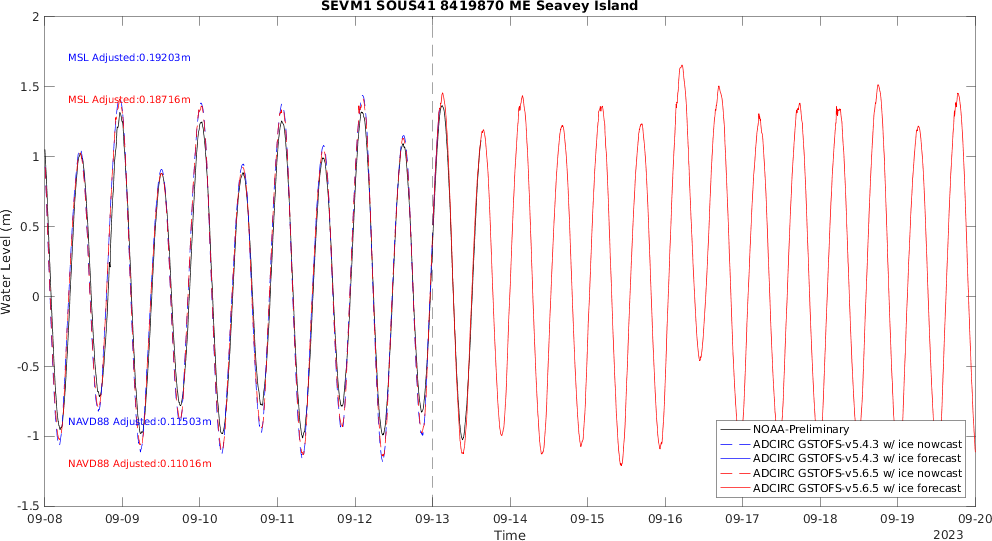 SEVM1 SOUS41 8419870 ME Seavey Island
2
1.5
1
0.5
0
-0.5
-1
-1.5
Water Level (m)
MSL Adjusted:0.19203m
MSL Adjusted:0.18716m
NAVD88 Adjusted:0.11503m
NAVD88 Adjusted:0.11016m
NOAA-Preliminary
ADCIRC GSTOFS-v5.4.3 w/ ice nowcast
ADCIRC GSTOFS-v5.4.3 w/ ice forecast
ADCIRC GSTOFS-v5.6.5 w/ ice nowcast
ADCIRC GSTOFS-v5.6.5 w/ ice forecast
09-08 09-09 09-10 09-11 09-12 09-13 09-14 09-15 09-16 09-17 09-18 09-19 09-20
Time
2023